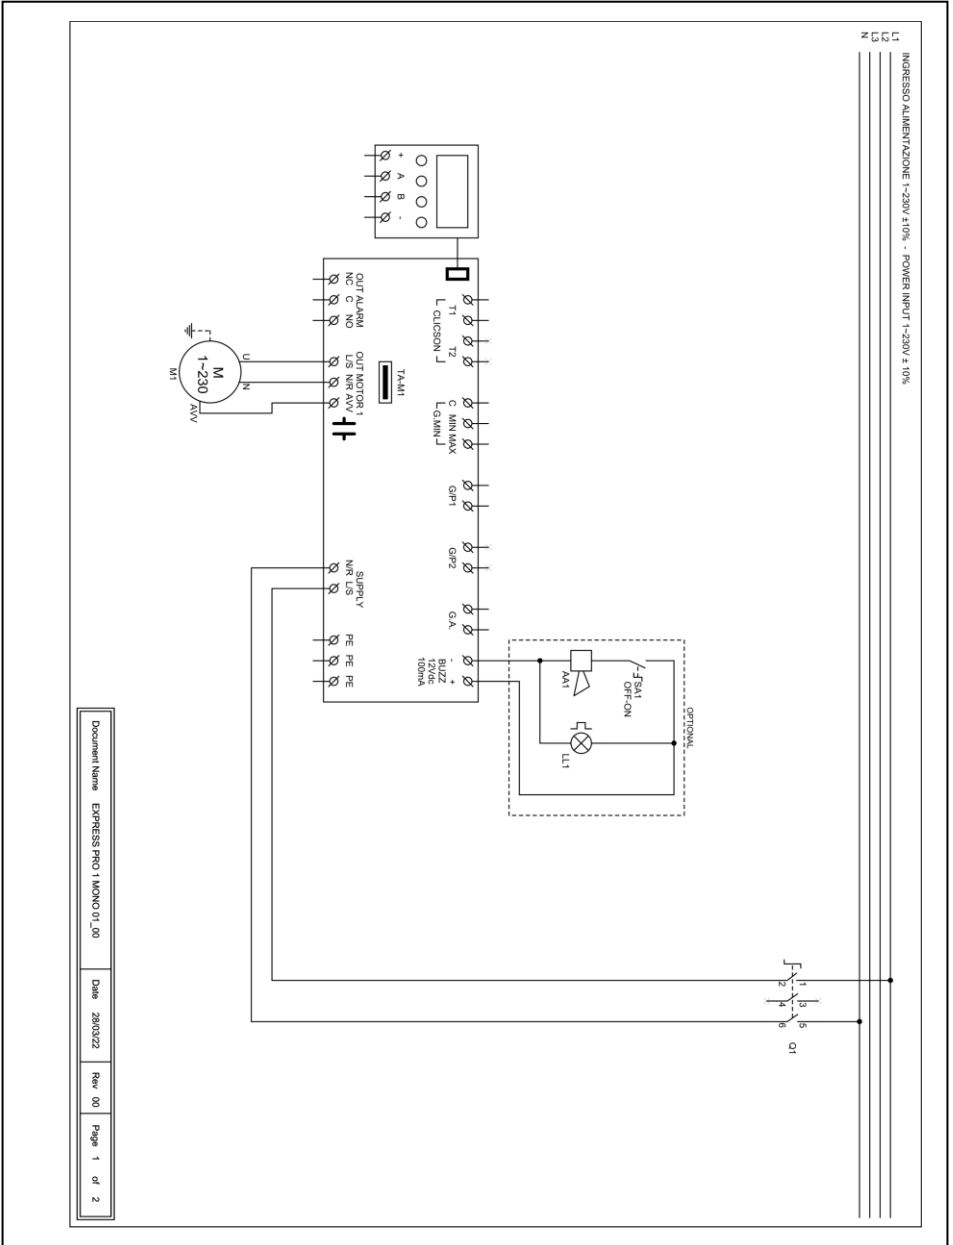 INGRESSO ALIMENTAZIONE 1~230V ±10% - POWER INPUT 1~230V ± 10%
L1
L2
L3
N
+ A B -
T1 T2
CLICSON
C MIN MAX
G.MIN
G/P1
G/P2
G.A.
- +
BUZZ
12Vdc
100mA
TA-M1
OUT ALARM
NC C NO
OUT MOTOR 1
L/S N/R AVV
SUPPLY
N/R L/S
PE PE PE
U
N
AVV
M
1~230
M1
OPTIONAL
SA1
OFF-ON
AA1
LL1
1 3 5
2 4 6
Q1
Document Name EXPRESS PRO 1 MONO 01_00 Date 28/03/22 Rev 00 Page 1 of 2